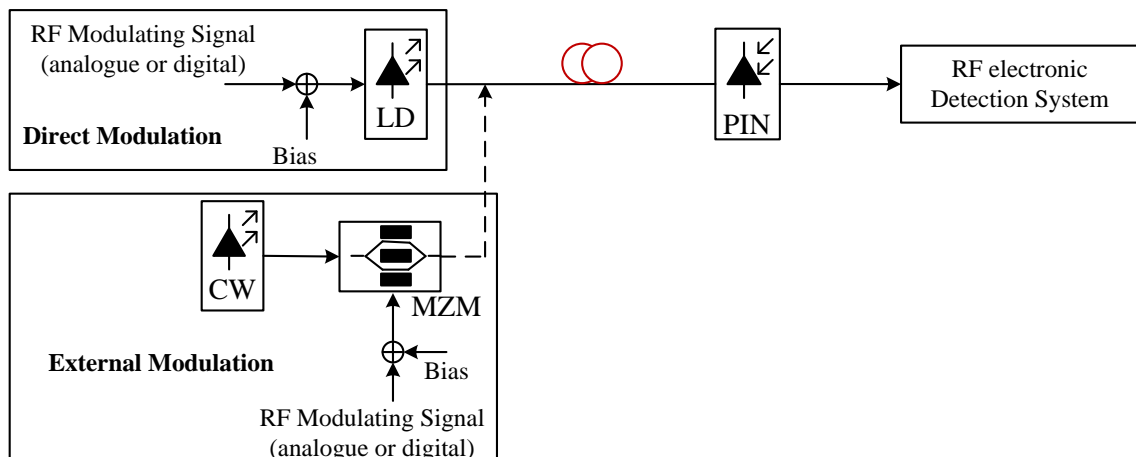 RF Modulating Signal
(analogue or digital)
LD
Direct Modulation
Bias
PIN
RF electronic
Detection System
CW
MZM
External Modulation
Bias
RF Modulating Signal
(analogue or digital)